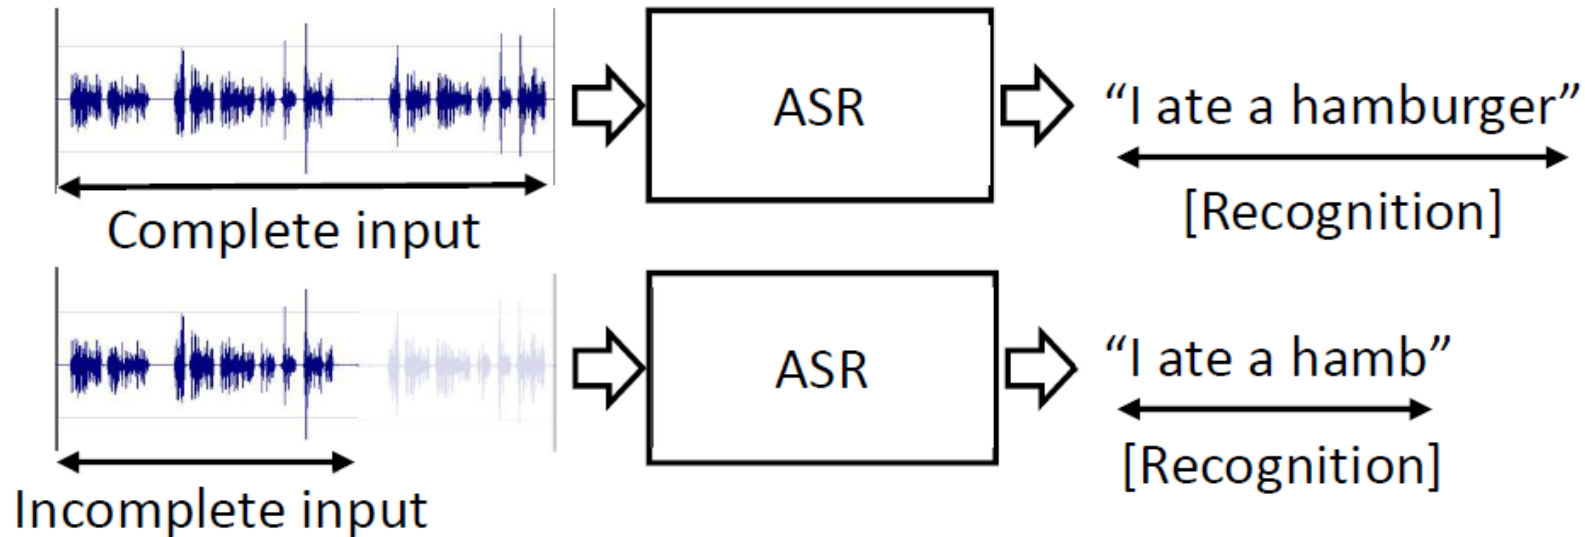 ASR
“I ate a hamburger”
Complete input
[Recognition]
ASR
“I ate a hamb”
[Recognition]
Incomplete input